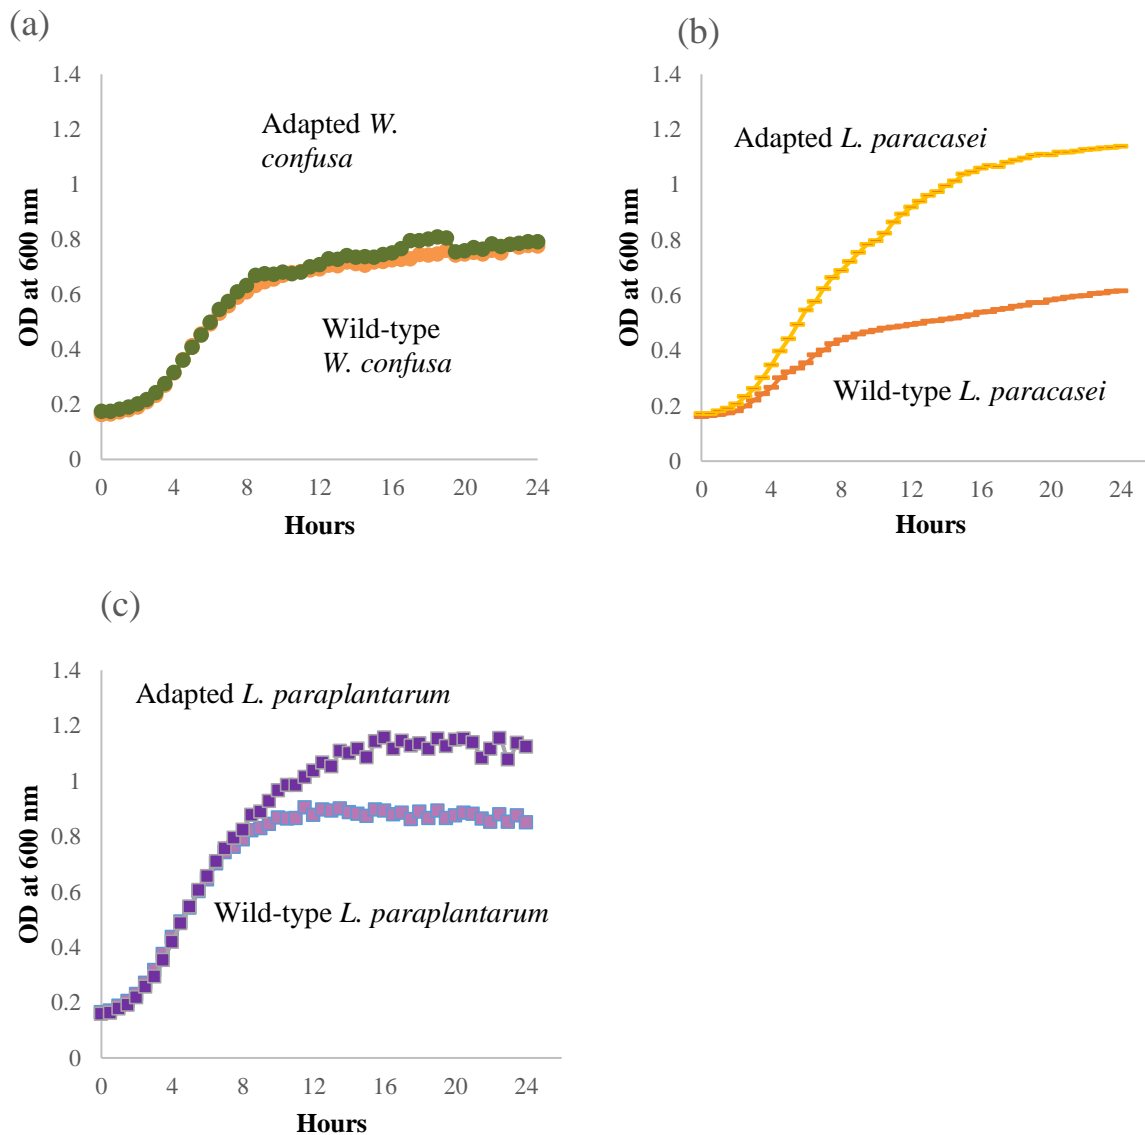 (a)
1.4
1.2
1
0.8
0.6
0.4
0.2
0
OD at 600 nm
Adapted W.
confusa
Wild-type
W. confusa
0 4 8 12 16 20 24
Hours
(b)
1.4
1.2
1
0.8
0.6
0.4
0.2
0
OD at 600 nm
Adapted L. paracasei
Wild-type L. paracasei
0 4 8 12 16 20 24
Hours
(c)
1.4
1.2
1
0.8
0.6
0.4
0.2
0
OD at 600 nm
Adapted L. paraplantarum
Wild-type L. paraplantarum
0 4 8 12 16 20 24
Hours